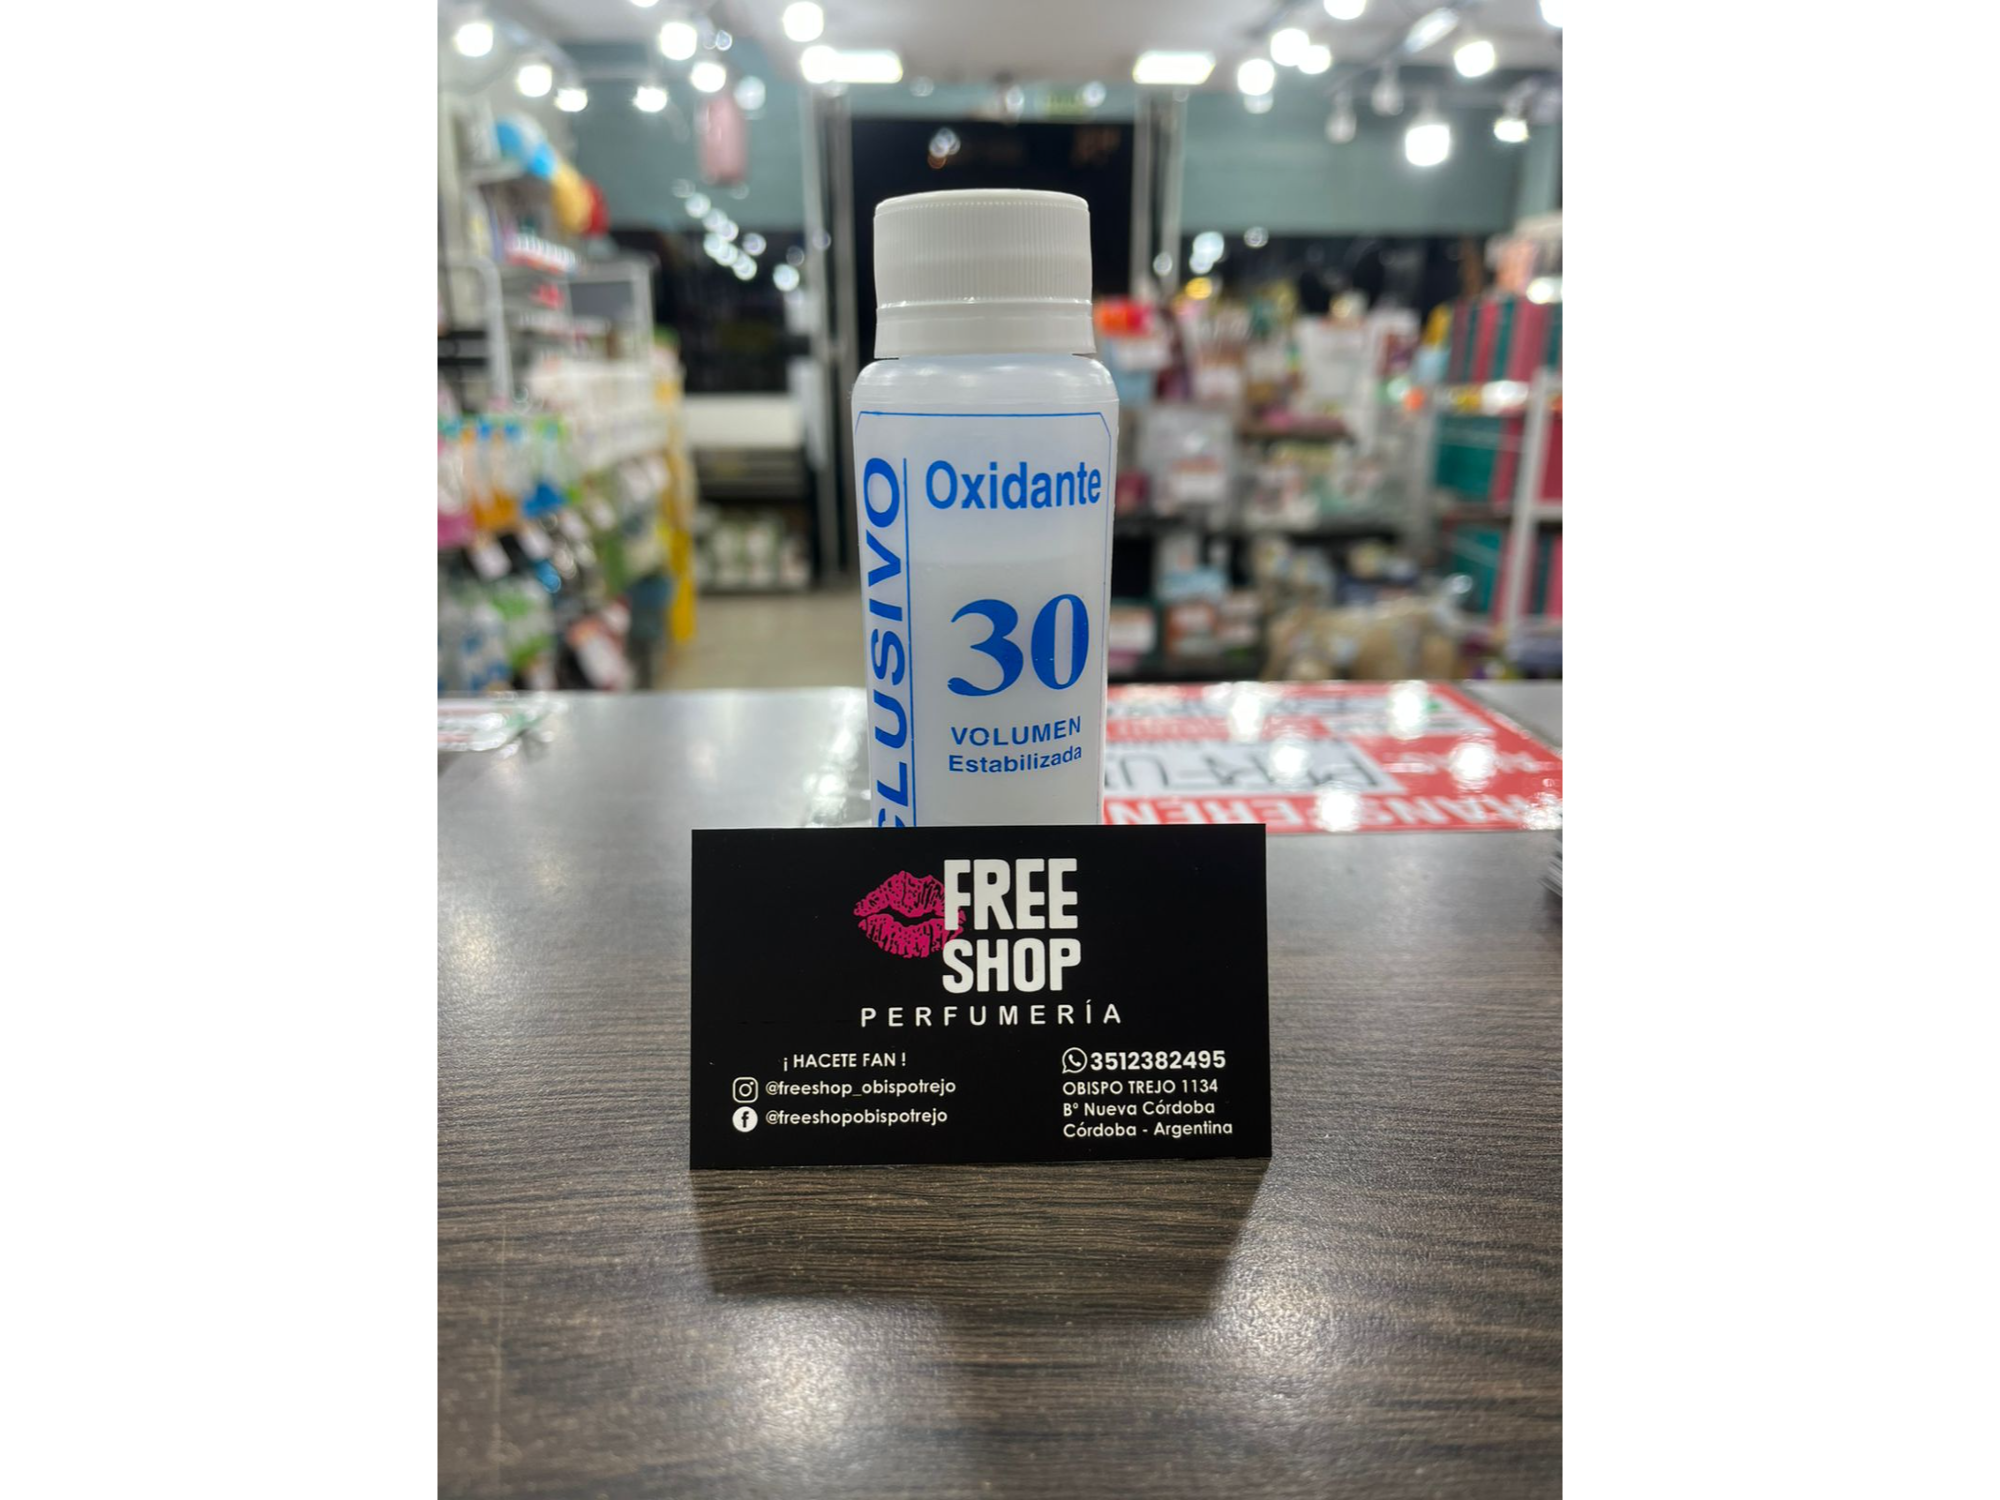 Oxidante
30
VOLUMEN
Estabilizada
CLUSIVO
FREE
SHOP
PERFUMERÍA
¡ HACETE FAN !
@freeshop_obispotrejo
@freeshopobispotrejo
3512382495
OBISPO TREJO 1134
B° Nueva Córdoba
Córdoba - Argentina